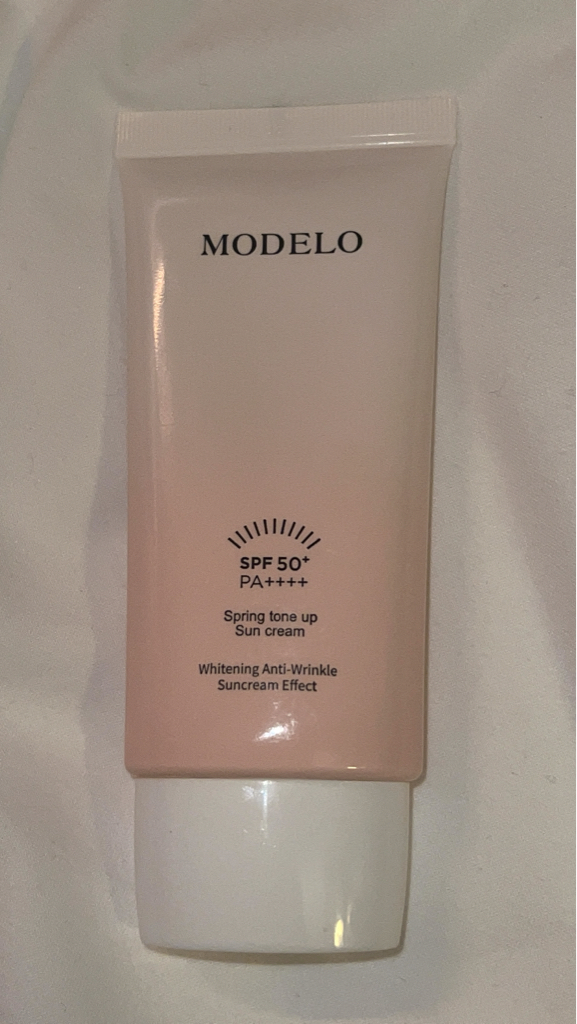 MODELO
SPF 50+
PA++++
Spring tone up
Sun cream
Whitening Anti-Wrinkle
Suncream Effect